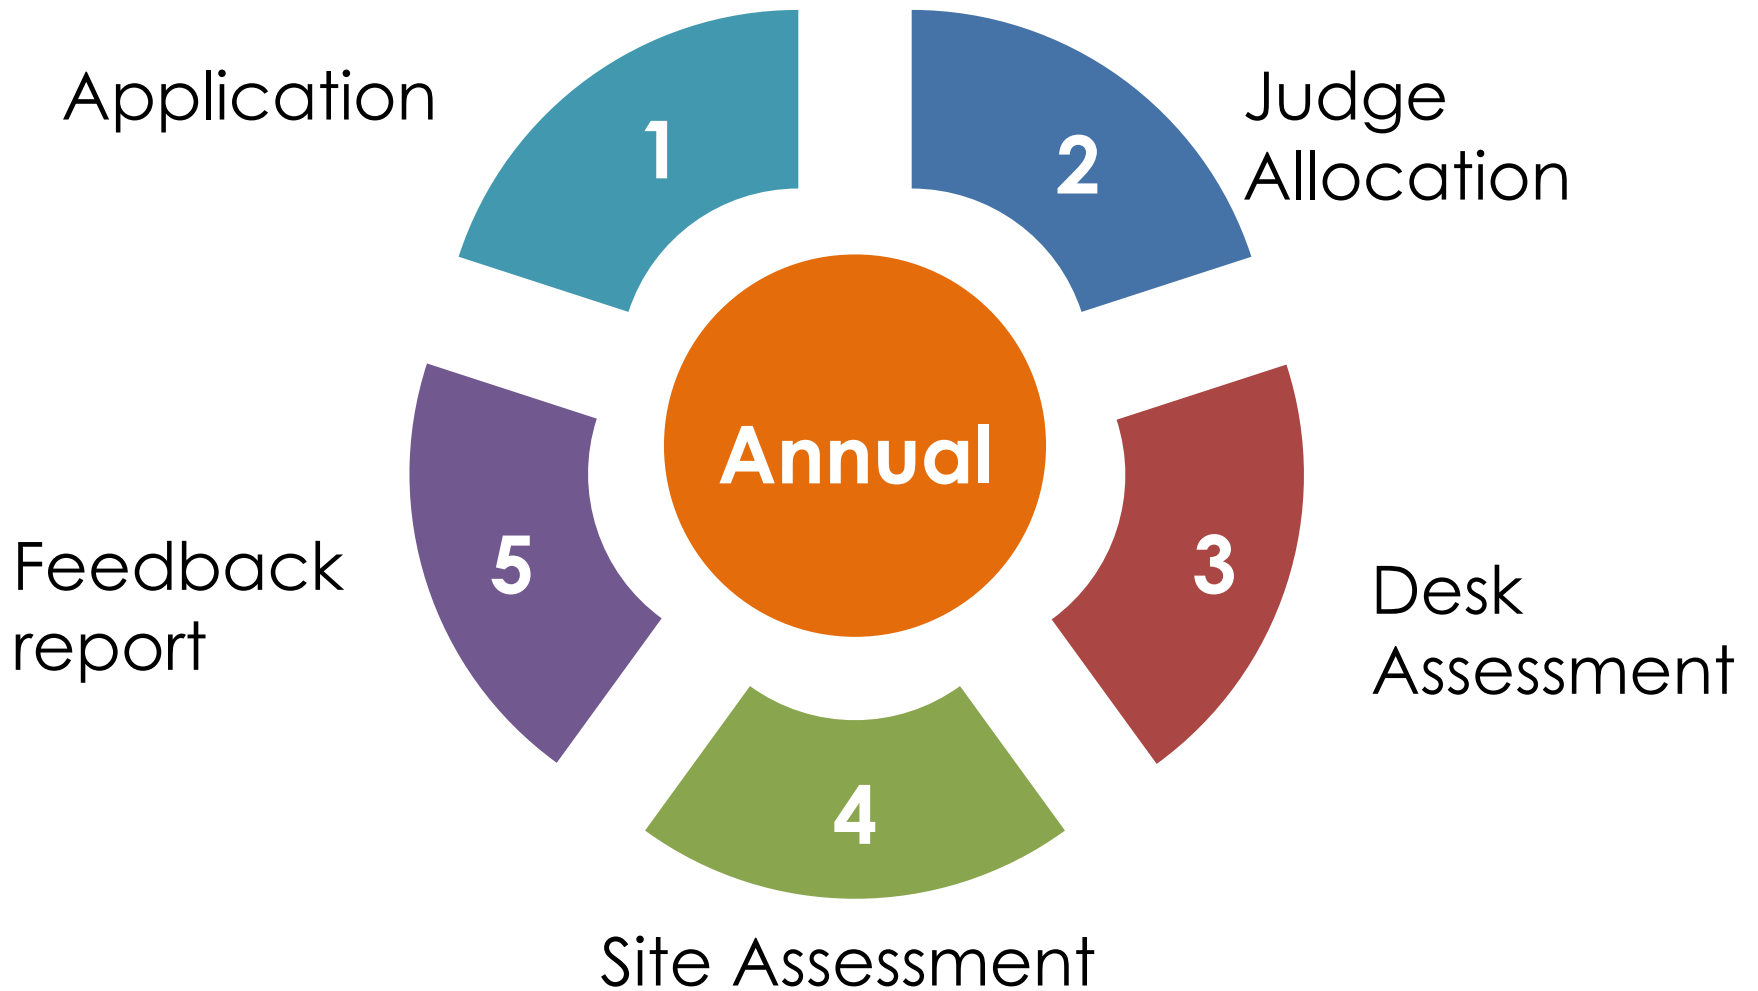 Application
1
2
Judge
Allocation
Annual
3
Desk
Assessment
4
Site Assessment
5
Feedback
report